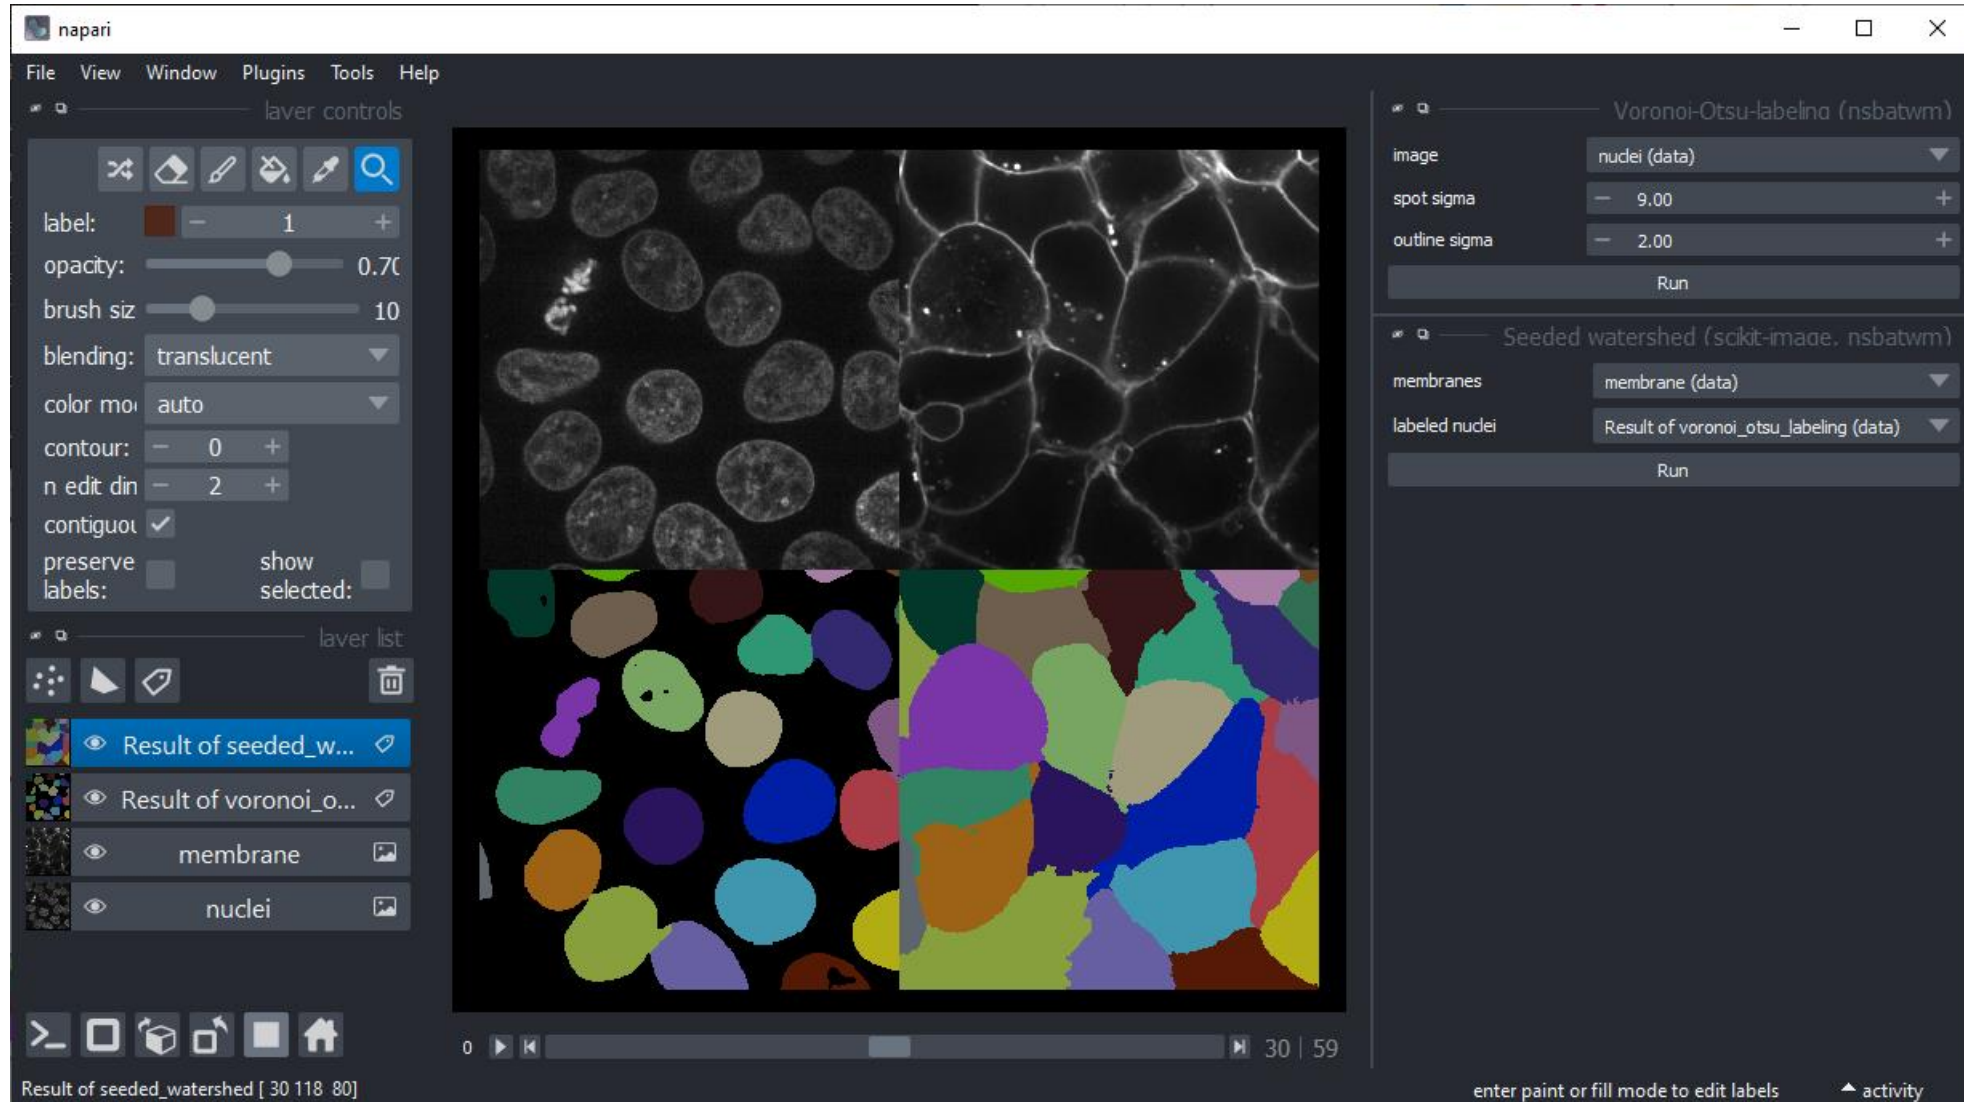 napari
File View Window Plugins Tools Help
layer controls
label: 1
opacity: 0.70
brush siz 10
blending: translucent
color mo auto
contour: 0
n edit din 2
contiguou
preserve labels:
show selected:
layer list
Result of seeded_w...
Result of voronoi_o...
membrane
nuclei
0 30 | 59
Voronoi-Otsu-labeling (nsbatwm)
image nuclei (data)
spot sigma 9.00
outline sigma 2.00
Run
Seeded watershed (scikit-image, nsbatwm)
membranes membrane (data)
labeled nuclei Result of voronoi_otsu_labeling (data)
Run
Result of seeded_watershed [ 30 118 80]
enter paint or fill mode to edit labels
activity